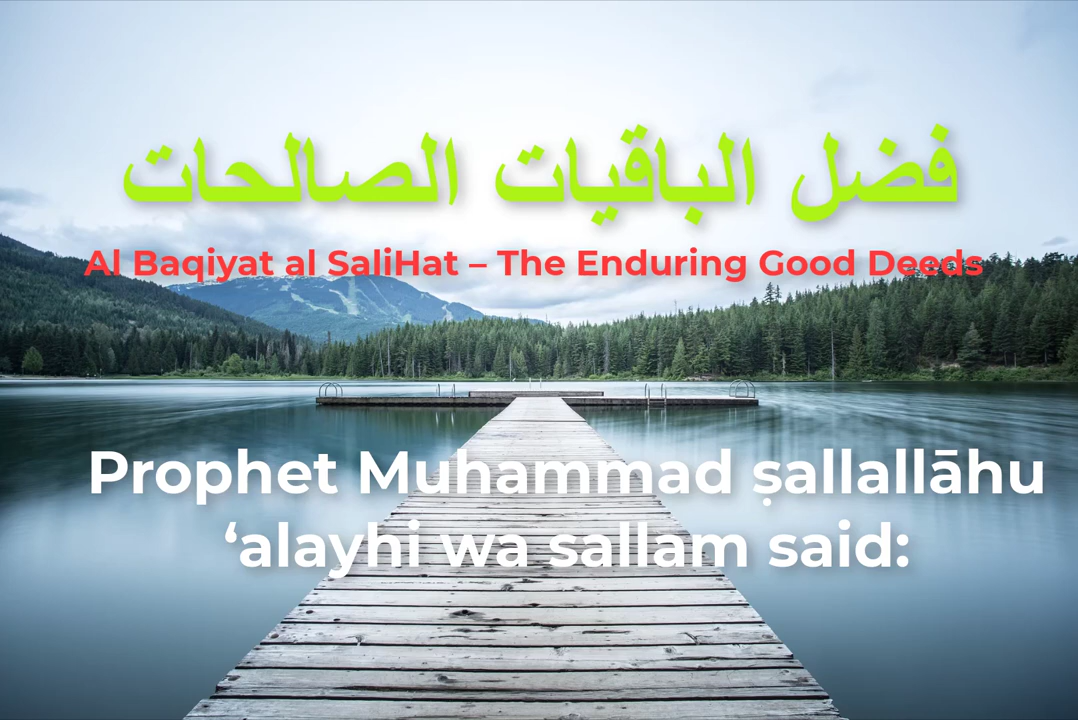 فضل الباقيات الصالحات
Al Baqiyat al SaliHat – The Enduring Good Deeds
Prophet Muhammad ṣallallāhu
‘alayhi wa sallam said: